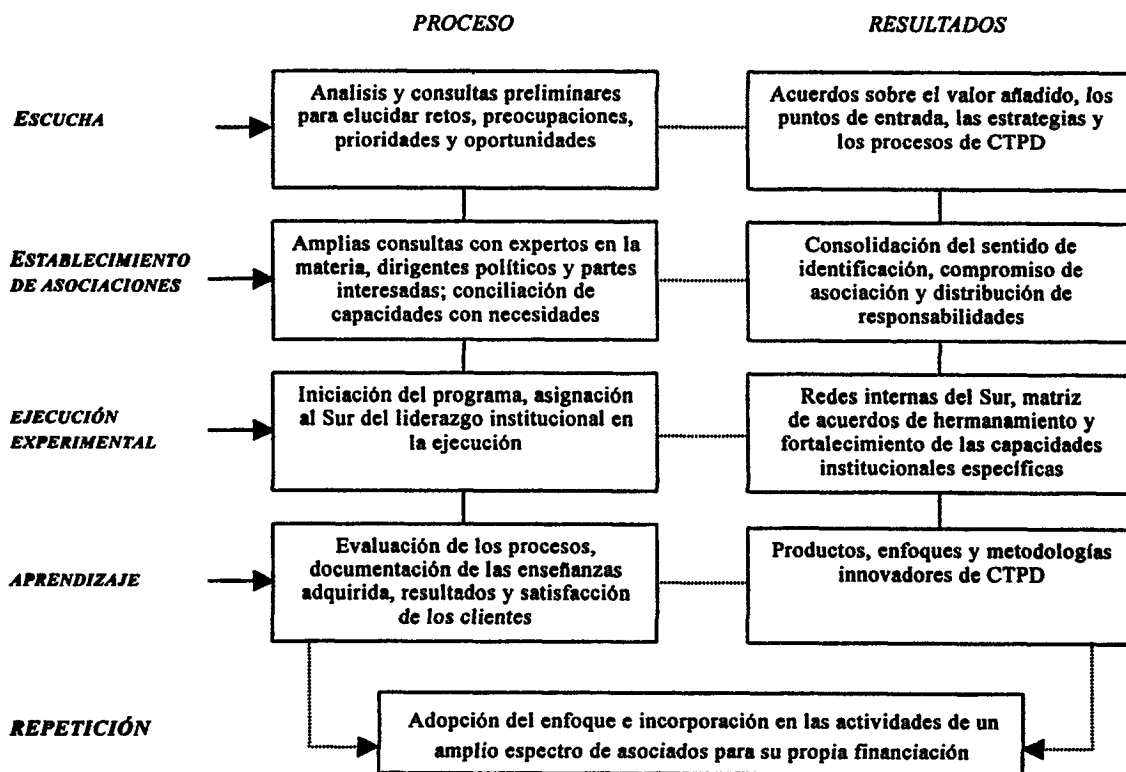 PROCESO
RESULTADOS
ESCUCHA
Analisis y consultas preliminares
para elucidar retos, preocupaciones,
prioridades y oportunidades
Acuerdos sobre el valor añadido, los
puntos de entrada, las estrategias y
los procesos de CTPD
ESTABLECIMIENTO
DE ASOCIACIONES
Amplias consultas con expertos en la
materia, dirigentes políticos y partes
interesadas; conciliación de
capacidades con necesidades
Consolidación del sentido de
identificación, compromiso de
asociación y distribución de
responsabilidades
EJECUCIÓN
EXPERIMENTAL
Iniciación del programa, asignación
al Sur del liderazgo institucional en
la ejecución
Redes internas del Sur, matriz
de acuerdos de hermanamiento y
fortalecimiento de las capacidades
institucionales específicas
APRENDIZAJE
Evaluación de los procesos,
documentación de las enseñanzas
adquirida, resultados y satisfacción
de los clientes
Productos, enfoques y metodologías
innovadores de CTPD
REPETICIÓN
Adopción del enfoque e incorporación en las actividades de un
amplío espectro de asociados para su propia financiación